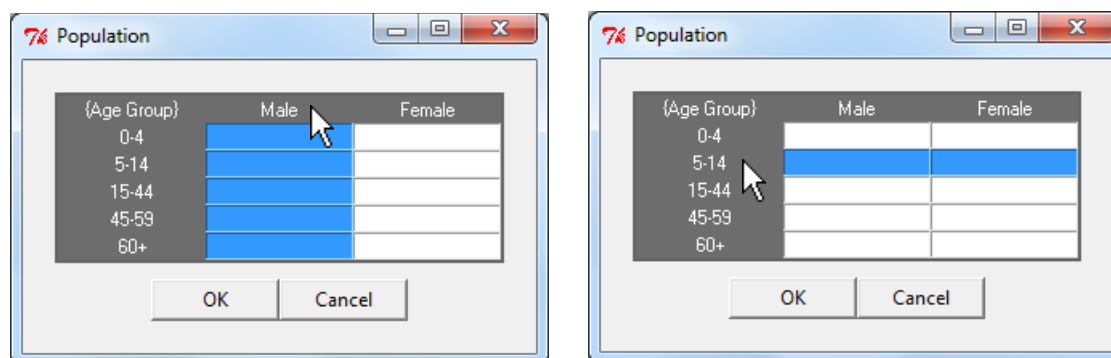 Population
{Age Group} Male Female
0-4
5-14
15-44
45-59
60+
OK Cancel
Population
{Age Group} Male Female
0-4
5-14
15-44
45-59
60+
OK Cancel